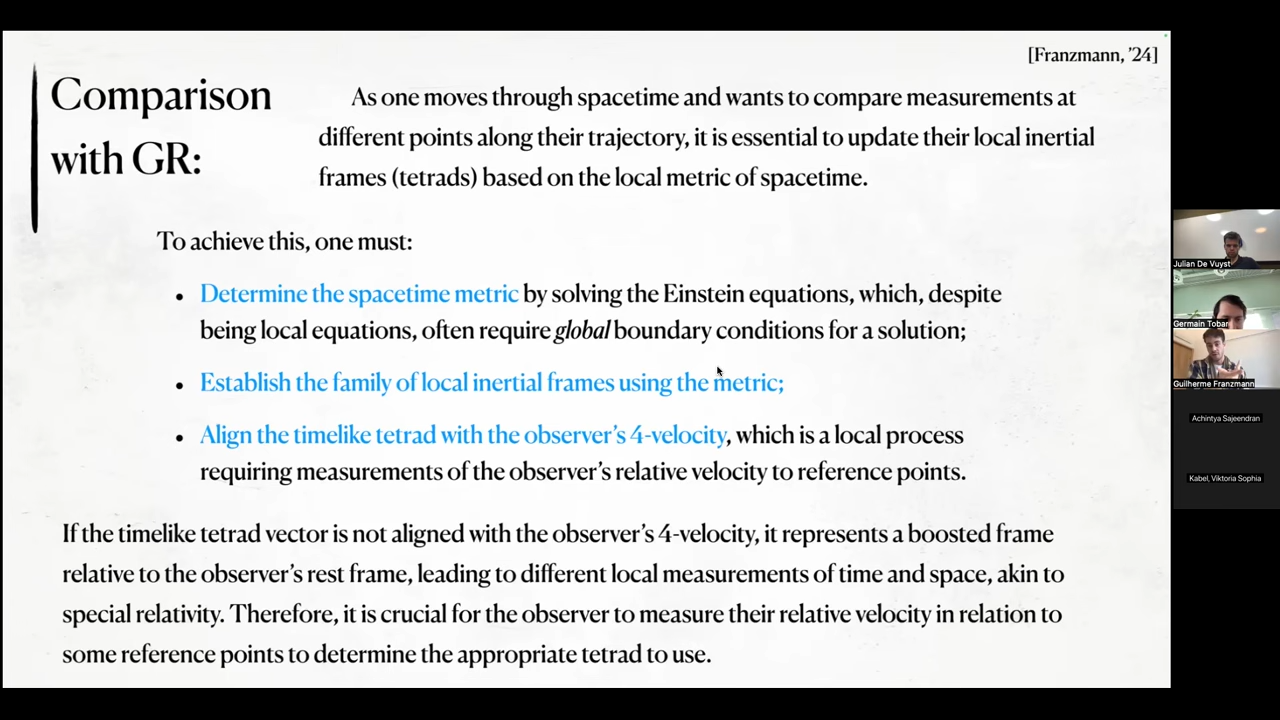 [Franzmann, ’24]
Comparison
with GR:
As one moves through spacetime and wants to compare measurements at
different points along their trajectory, it is essential to update their local inertial
frames (tetrads) based on the local metric of spacetime.
To achieve this, one must:
• Determine the spacetime metric by solving the Einstein equations, which, despite
being local equations, often require global boundary conditions for a solution;
• Establish the family of local inertial frames using the metric;
• Align the timelike tetrad with the observer’s 4-velocity, which is a local process
requiring measurements of the observer’s relative velocity to reference points.
If the timelike tetrad vector is not aligned with the observer’s 4-velocity, it represents a boosted frame
relative to the observer’s rest frame, leading to different local measurements of time and space, akin to
special relativity. Therefore, it is crucial for the observer to measure their relative velocity in relation to
some reference points to determine the appropriate tetrad to use.
Julian De Vuyst
Germain Tobar
Guilherme Franzmann
Achintya Sajeendran
Kabel, Viktoria Sophia